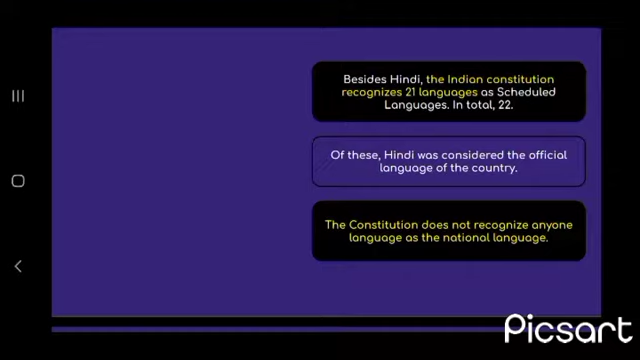 Besides Hindi, the Indian constitution
recognizes 21 languages as Scheduled
Languages. In total, 22.
Of these, Hindi was considered the official
language of the country.
The Constitution does not recognize anyone
language as the national language.
Picsart